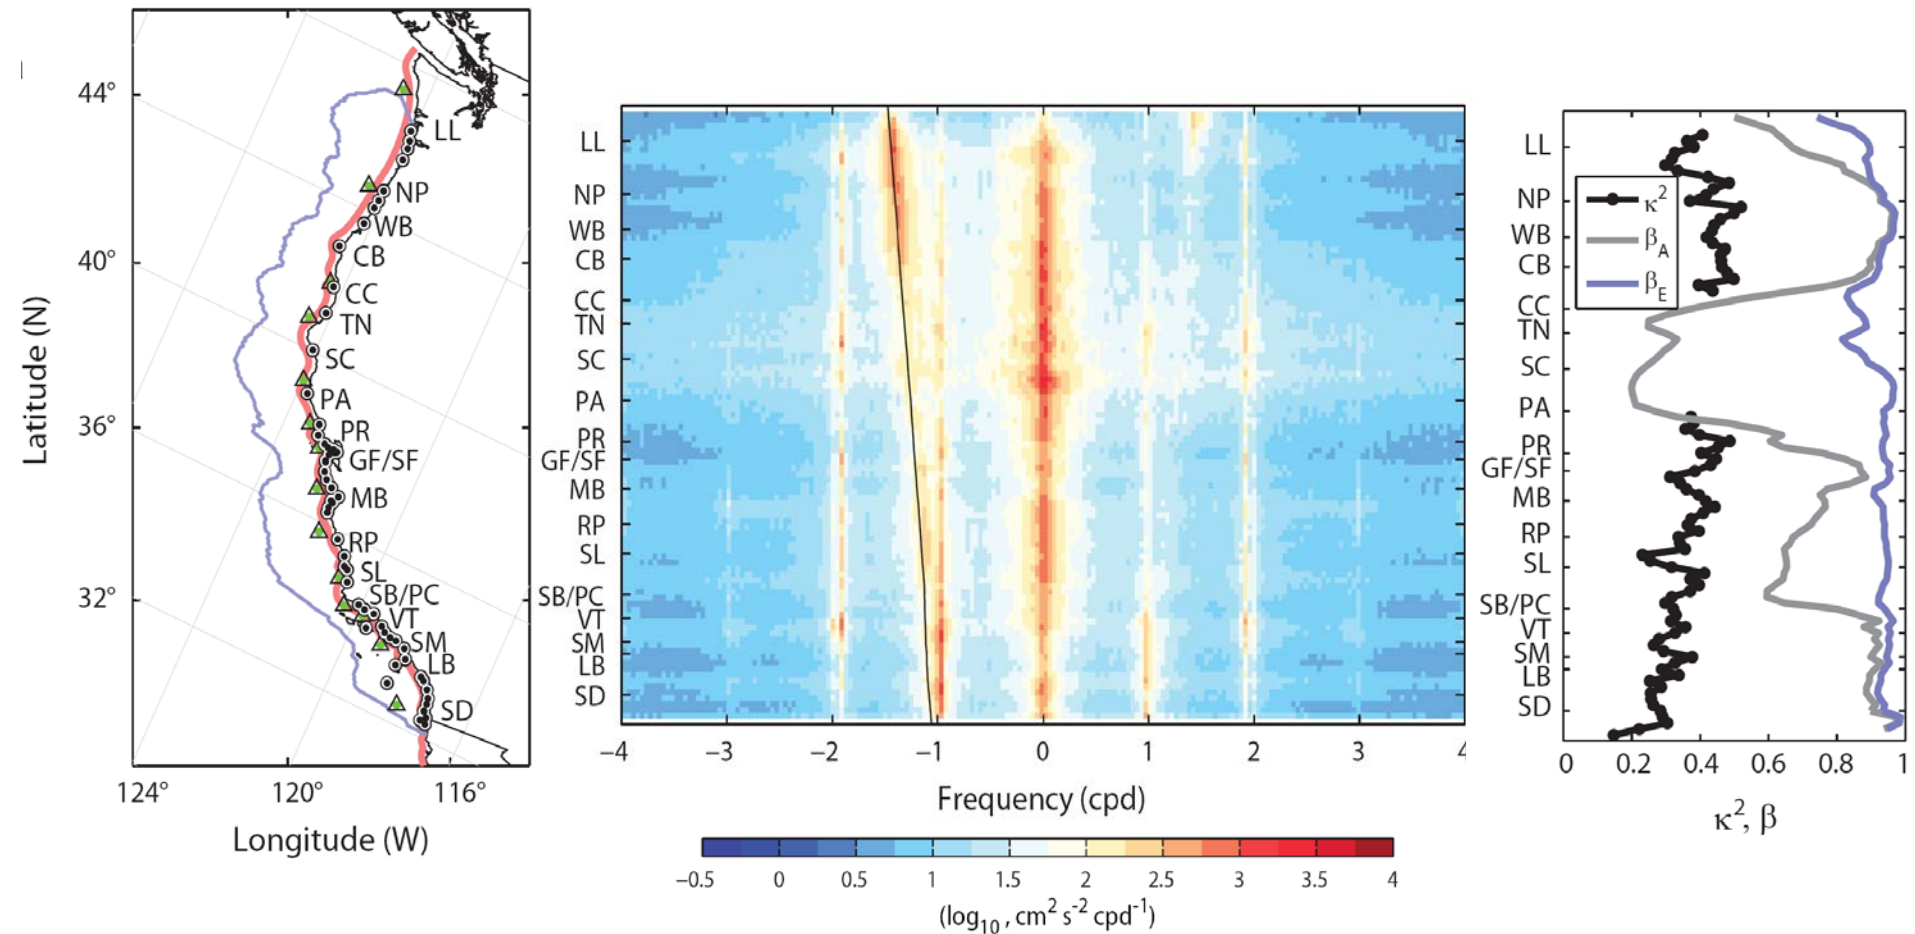 44°
40°
36°
32°
Latitude (N)
124°
120°
116°
Longitude (W)
LL
NP
WB
CB
CC
TN
SC
PA
PR
GF/SF
MB
RP
SL
SB/PC
VT
SM
LB
SD
LL
NP
WB
CB
CC
TN
SC
PA
PR
GF/SF
MB
RP
SL
SB/PC
VT
SM
LB
SD
−4
−3
−2
−1
0
1
2
3
4
Frequency (cpd)
−0.5
0
0.5
1
1.5
2
2.5
3
3.5
4
(log10 , cm2 s-2 cpd-1)
LL
NP
WB
CB
CC
TN
SC
PA
PR
GF/SF
MB
RP
SL
SB/PC
VT
SM
LB
SD
κ2
βA
βE
0
0.2
0.4
0.6
0.8
1
κ2, β